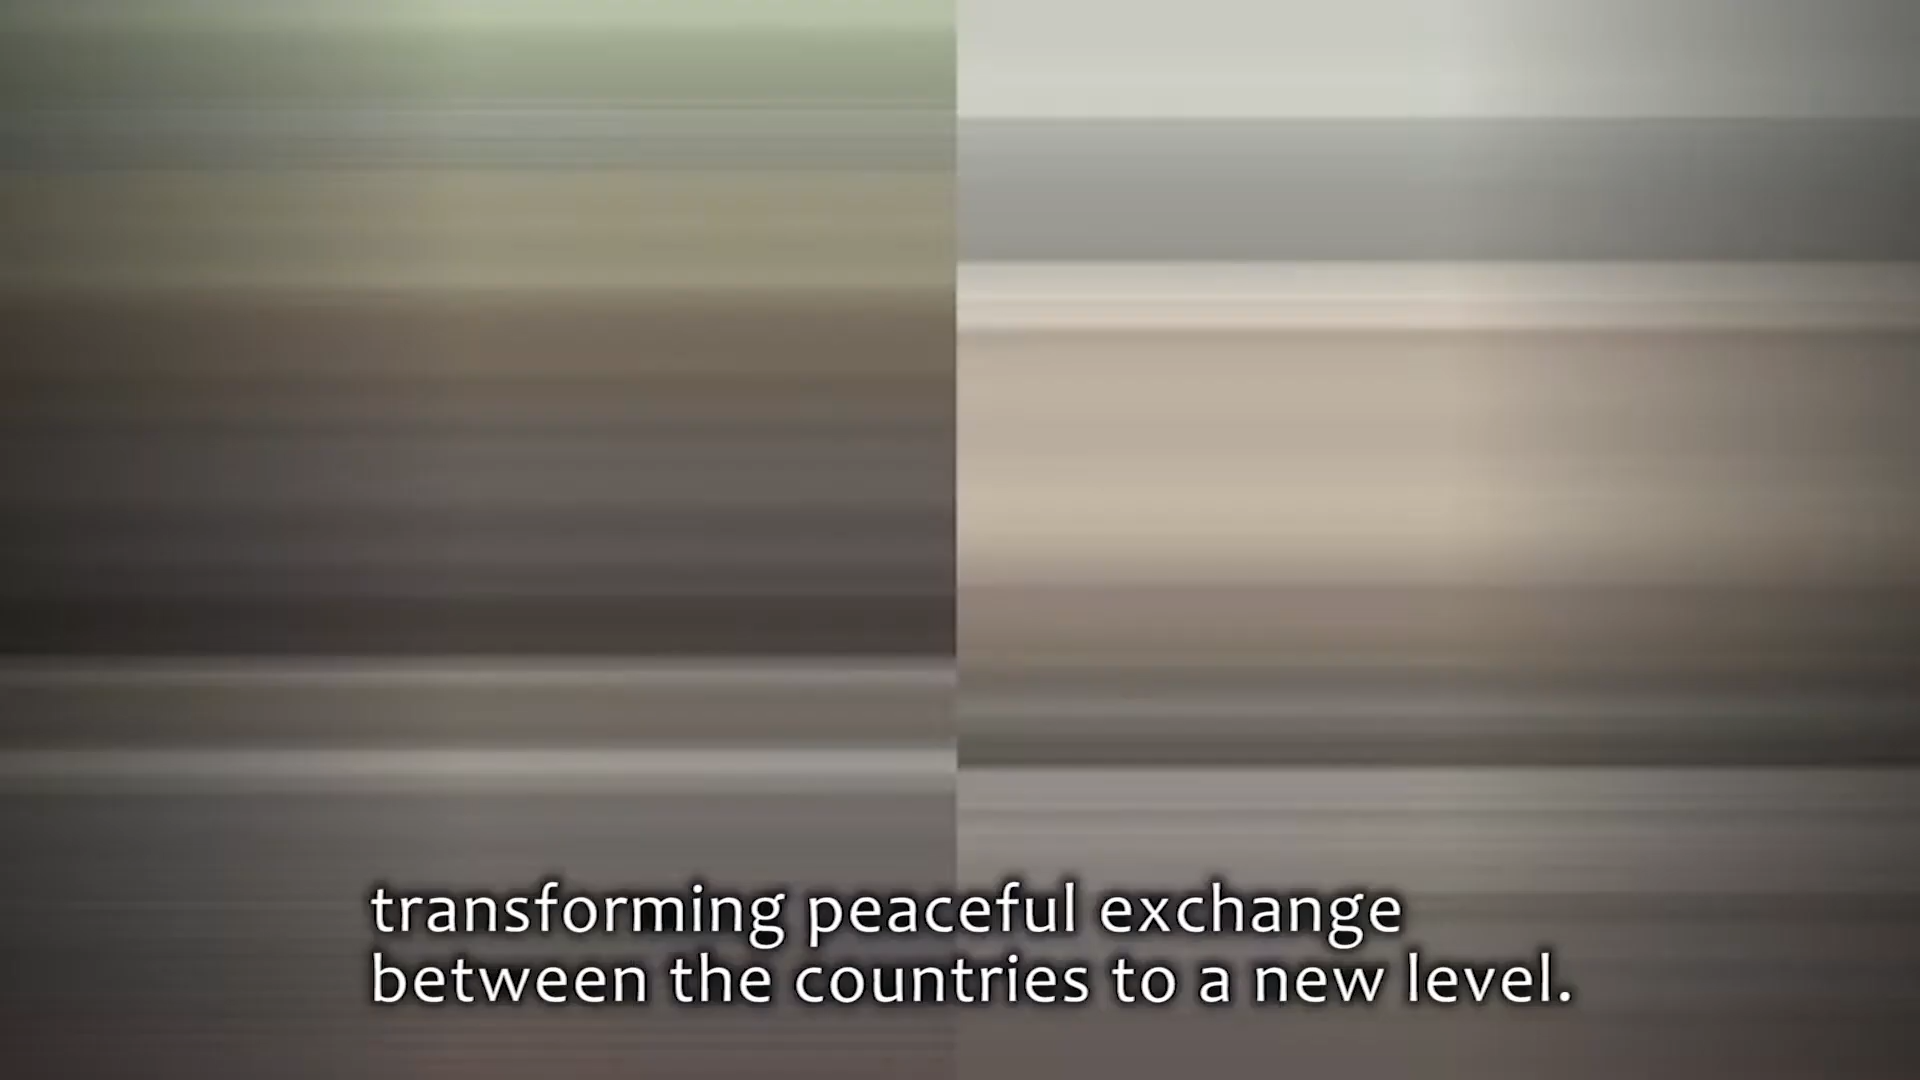 transforming peaceful exchange
between the countries to a new level.